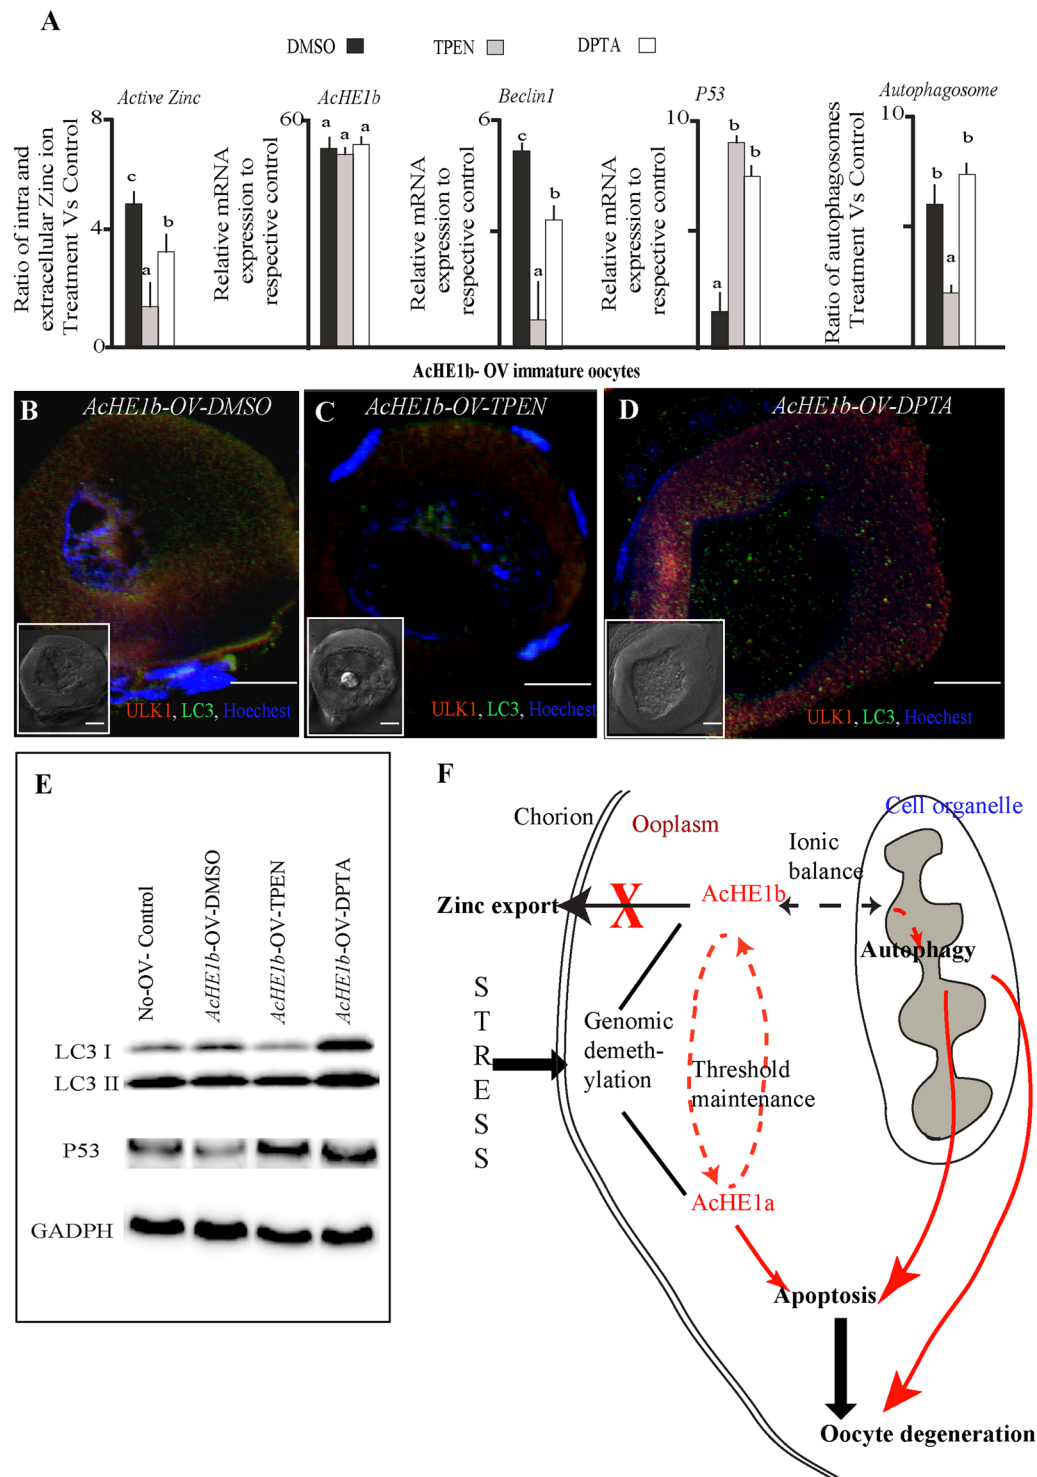 A
DMSO TPEN DPTA
Active Zinc
AcHE1b
Beclin1
P53
Autophagosome
Ratio of intra and
extracellular Zinc ion
Treatment Vs Control
8
4
0
c
a
b
Relative mRNA
expression to
respective control
60
a
a
a
Relative mRNA
expression to
respective control
6
c
a
b
Relative mRNA
expression to
respective control
10
a
b
b
Ratio of autophagosomes
Treatment Vs Control
10
b
a
b
AcHE1b- OV immature oocytes
B AcHE1b-OV-DMSO
ULK1, LC3, Hoechest
C AcHE1b-OV-TPEN
ULK1, LC3, Hoechest
D AcHE1b-OV-DPTA
ULK1, LC3, Hoechest
E
No-OV- Control
AcHE1b-OV-DMSO
AcHE1b-OV-TPEN
AcHE1b-OV-DPTA
LC3 I
LC3 II
P53
GADPH
F
Chorion
Ooplasm
Cell organelle
Ionic
balance
Zinc export
X
AcHE1b
Autophagy
STRESS
Genomic
demeth-
ylation
Threshold
maintenance
AcHE1a
Apoptosis
Oocyte degeneration